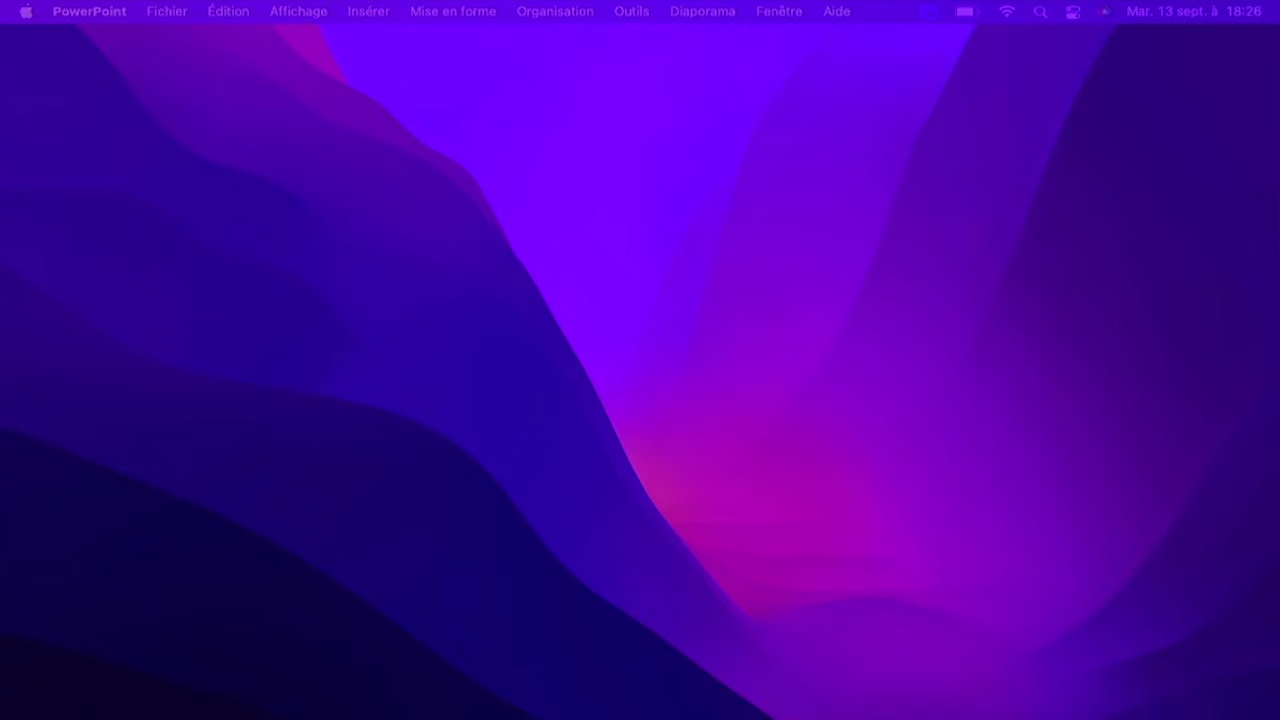 PowerPoint Fichier Édition Affichage Insérer Mise en forme Organisation Outils Diaporama Fenêtre Aide Mar. 13 sept. à 18:26